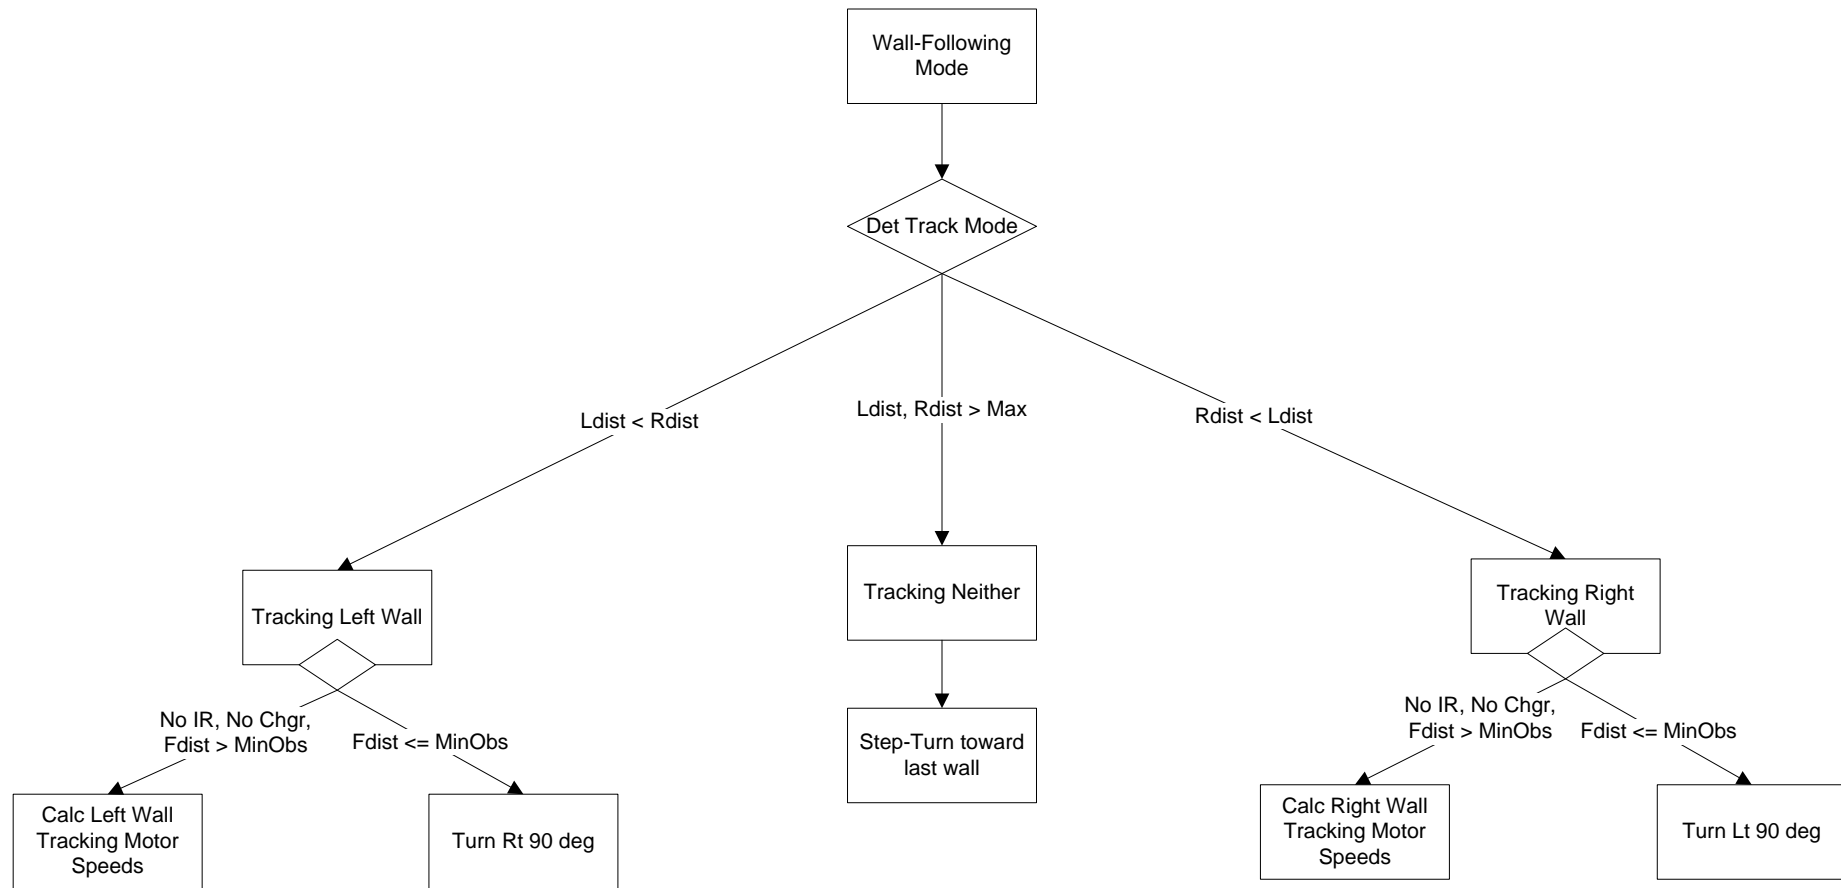 Wall-Following
Mode
Det Track Mode
Ldist < Rdist
Ldist, Rdist > Max
Rdist < Ldist
Tracking Left Wall
Tracking Neither
Tracking Right
Wall
No IR, No Chgr,
Fdist > MinObs
Fdist <= MinObs
Step-Turn toward
last wall
No IR, No Chgr,
Fdist > MinObs
Fdist <= MinObs
Calc Left Wall
Tracking Motor
Speeds
Turn Rt 90 deg
Calc Right Wall
Tracking Motor
Speeds
Turn Lt 90 deg